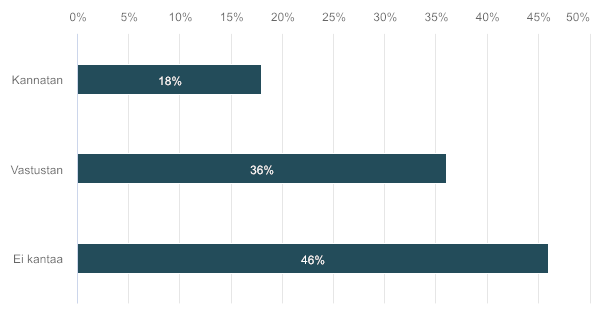 0% 5% 10% 15% 20% 25% 30% 35% 40% 45% 50%
Kannatan 18%
Vastustan 36%
Ei kantaa 46%